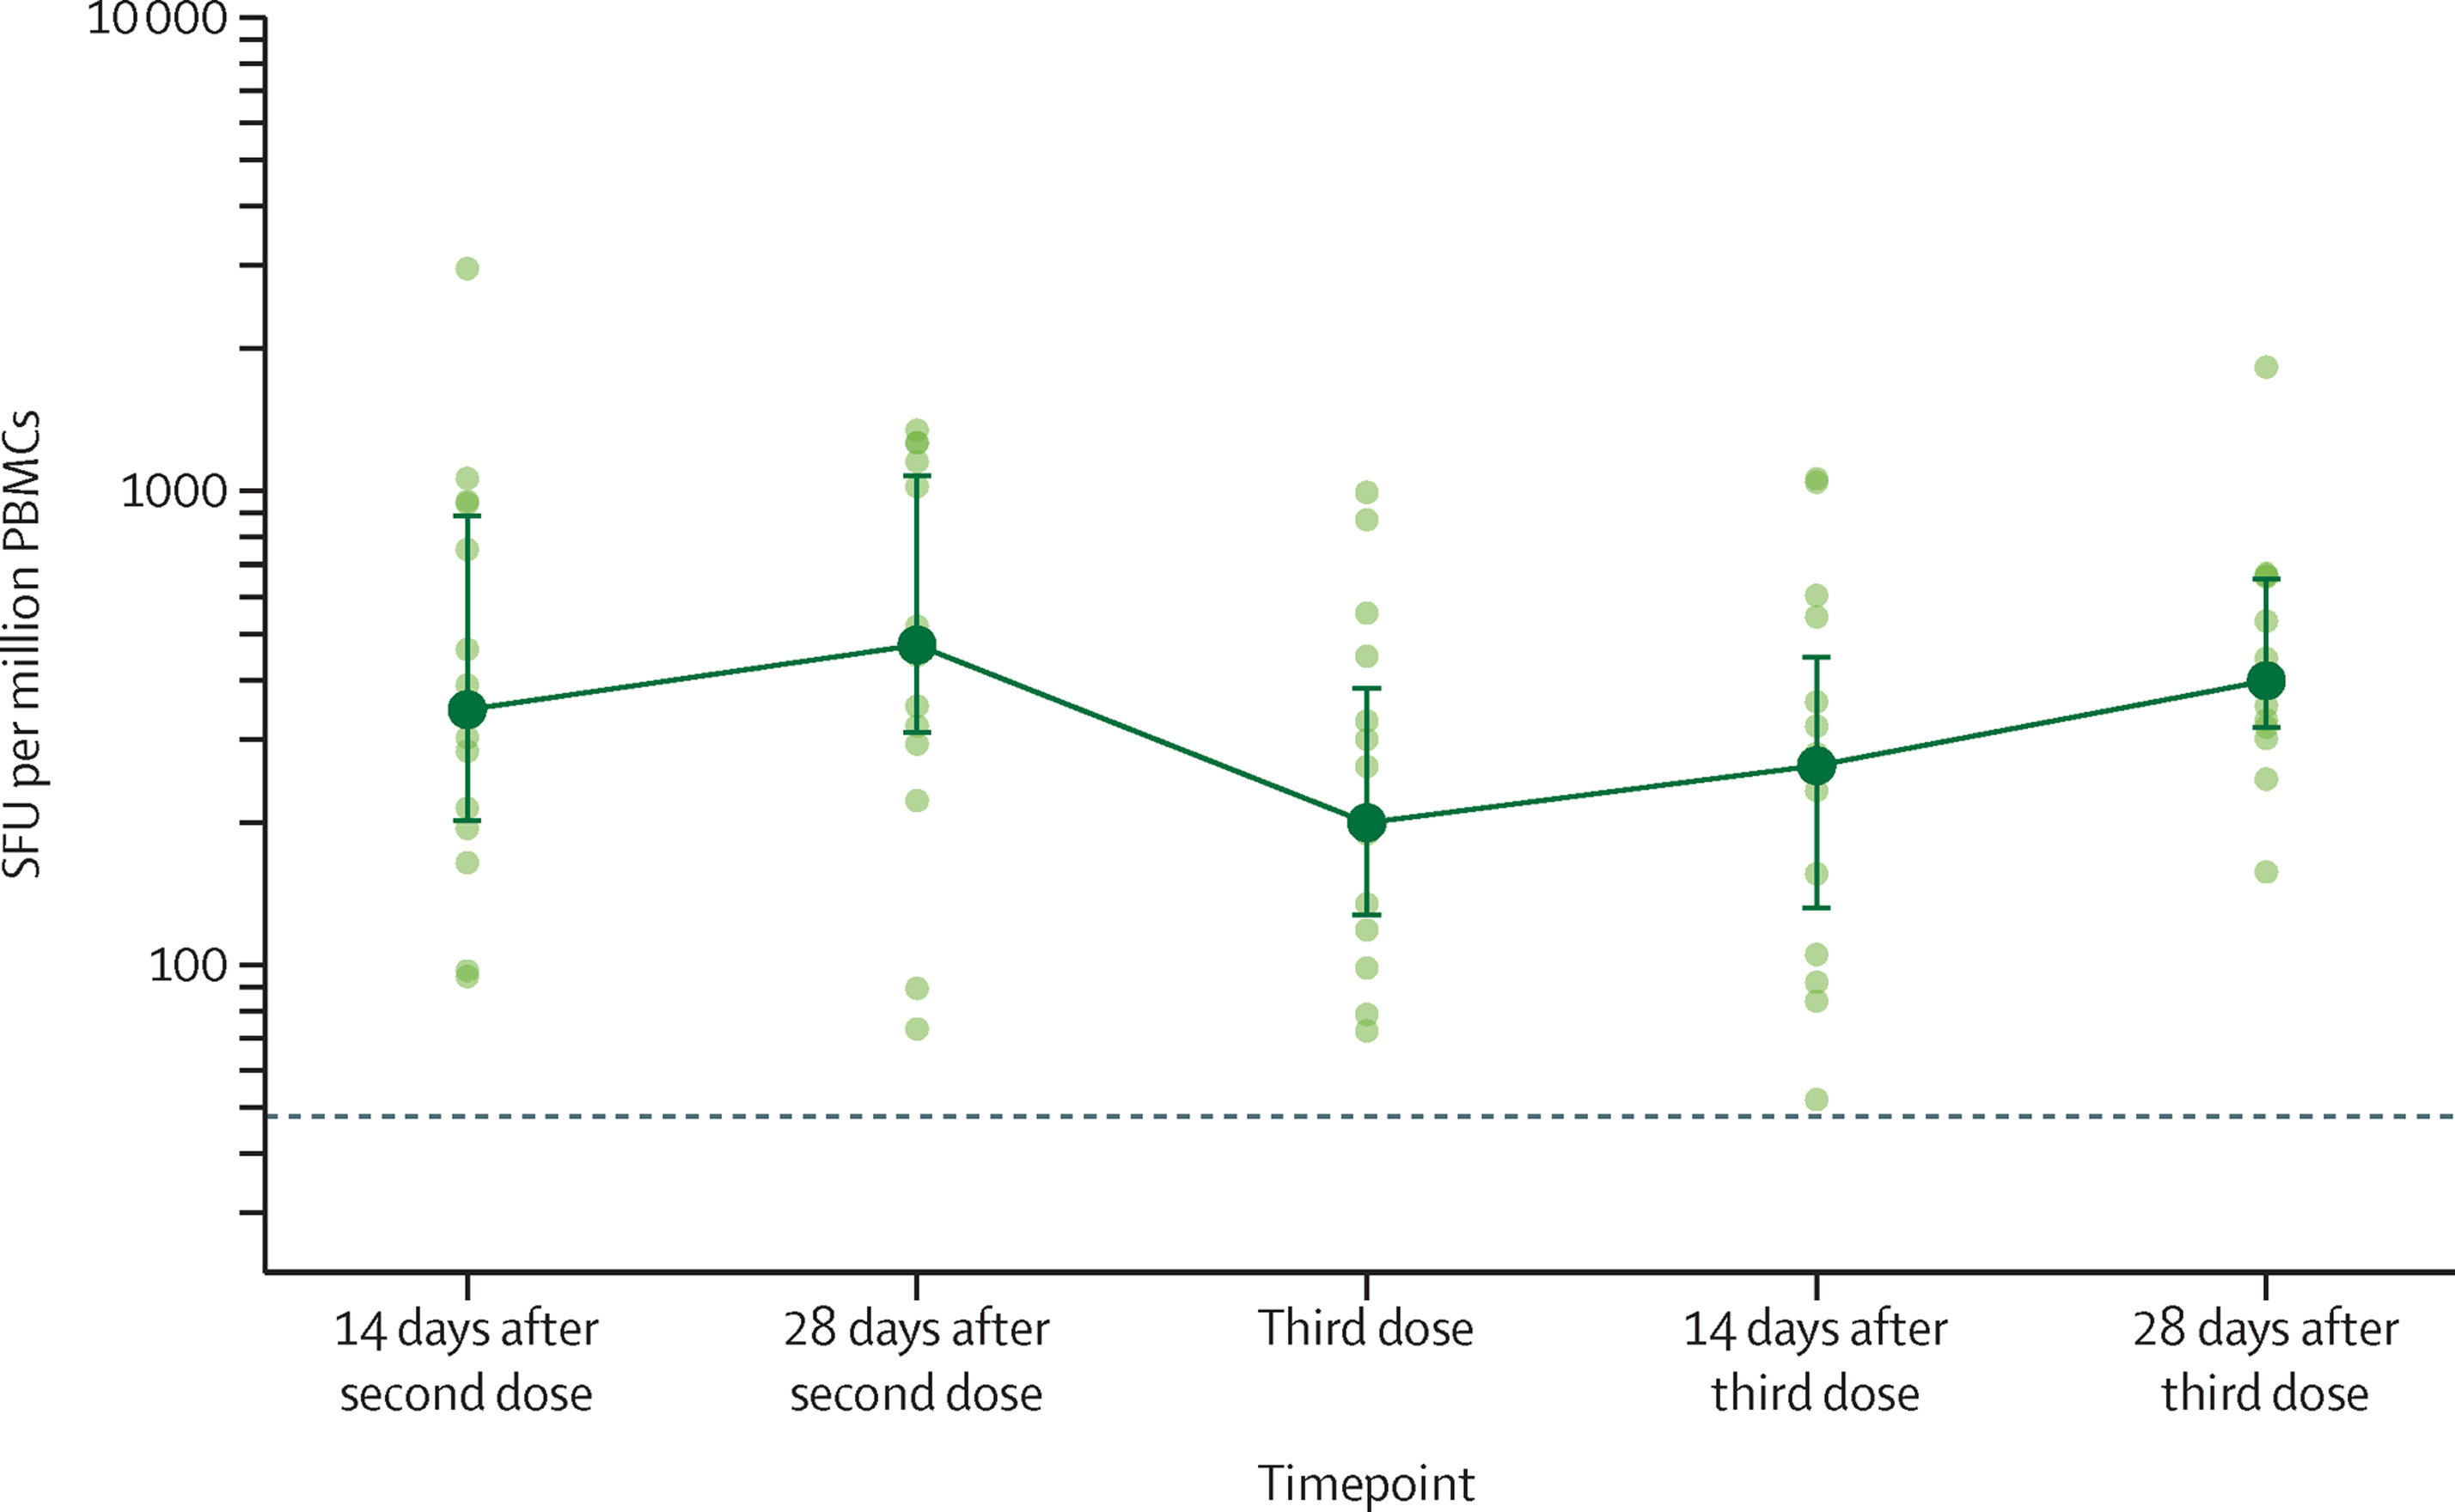 10 000
1000
100
SFU per million PBMCs
14 days after
second dose
28 days after
second dose
Third dose
14 days after
third dose
28 days after
third dose
Timepoint